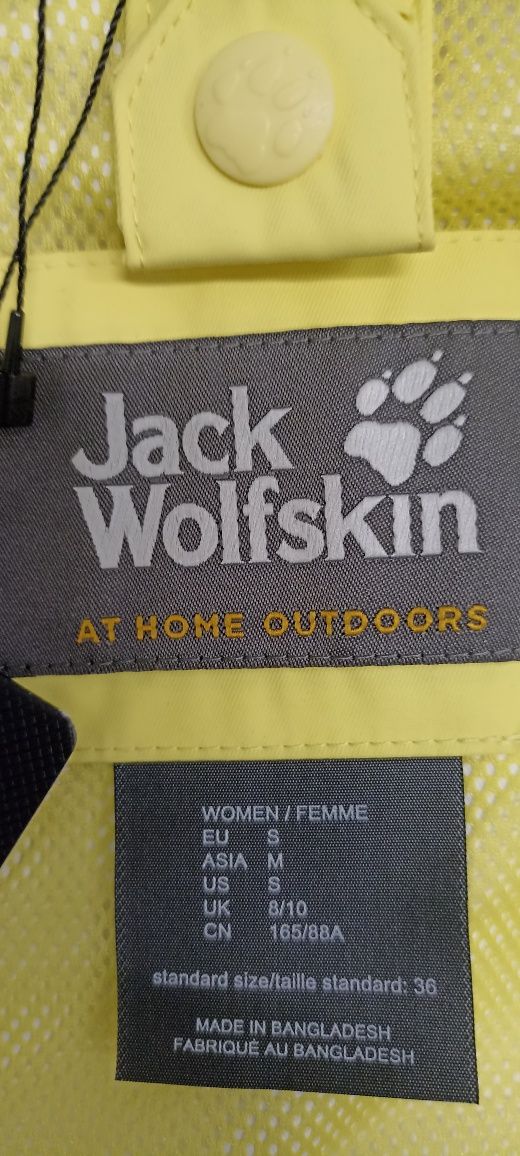 Jack
Wolfskin
AT HOME OUTDOORS
WOMEN / FEMME
EU S
ASIA M
US S
UK 8/10
CN 165/88A
standard size/taille standard: 36
MADE IN BANGLADESH
FABRIQUÉ AU BANGLADESH